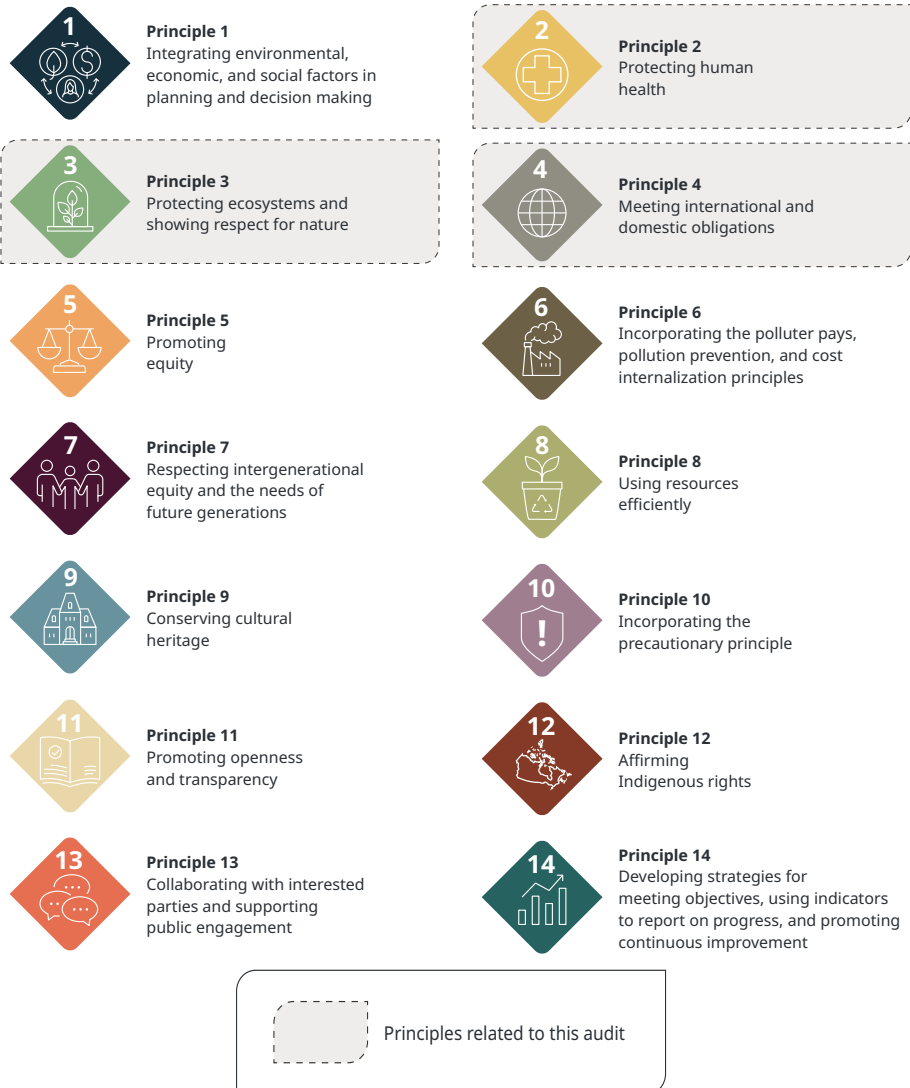 1
Principle 1
Integrating environmental,
economic, and social factors in
planning and decision making
2
Principle 2
Protecting human
health
3
Principle 3
Protecting ecosystems and
showing respect for nature
4
Principle 4
Meeting international and
domestic obligations
5
Principle 5
Promoting
equity
6
Principle 6
Incorporating the polluter pays,
pollution prevention, and cost
internalization principles
7
Principle 7
Respecting intergenerational
equity and the needs of
future generations
8
Principle 8
Using resources
efficiently
9
Principle 9
Conserving cultural
heritage
10
Principle 10
Incorporating the
precautionary principle
11
Principle 11
Promoting openness
and transparency
12
Principle 12
Affirming
Indigenous rights
13
Principle 13
Collaborating with interested
parties and supporting
public engagement
14
Principle 14
Developing strategies for
meeting objectives, using indicators
to report on progress, and promoting
continuous improvement
Principles related to this audit